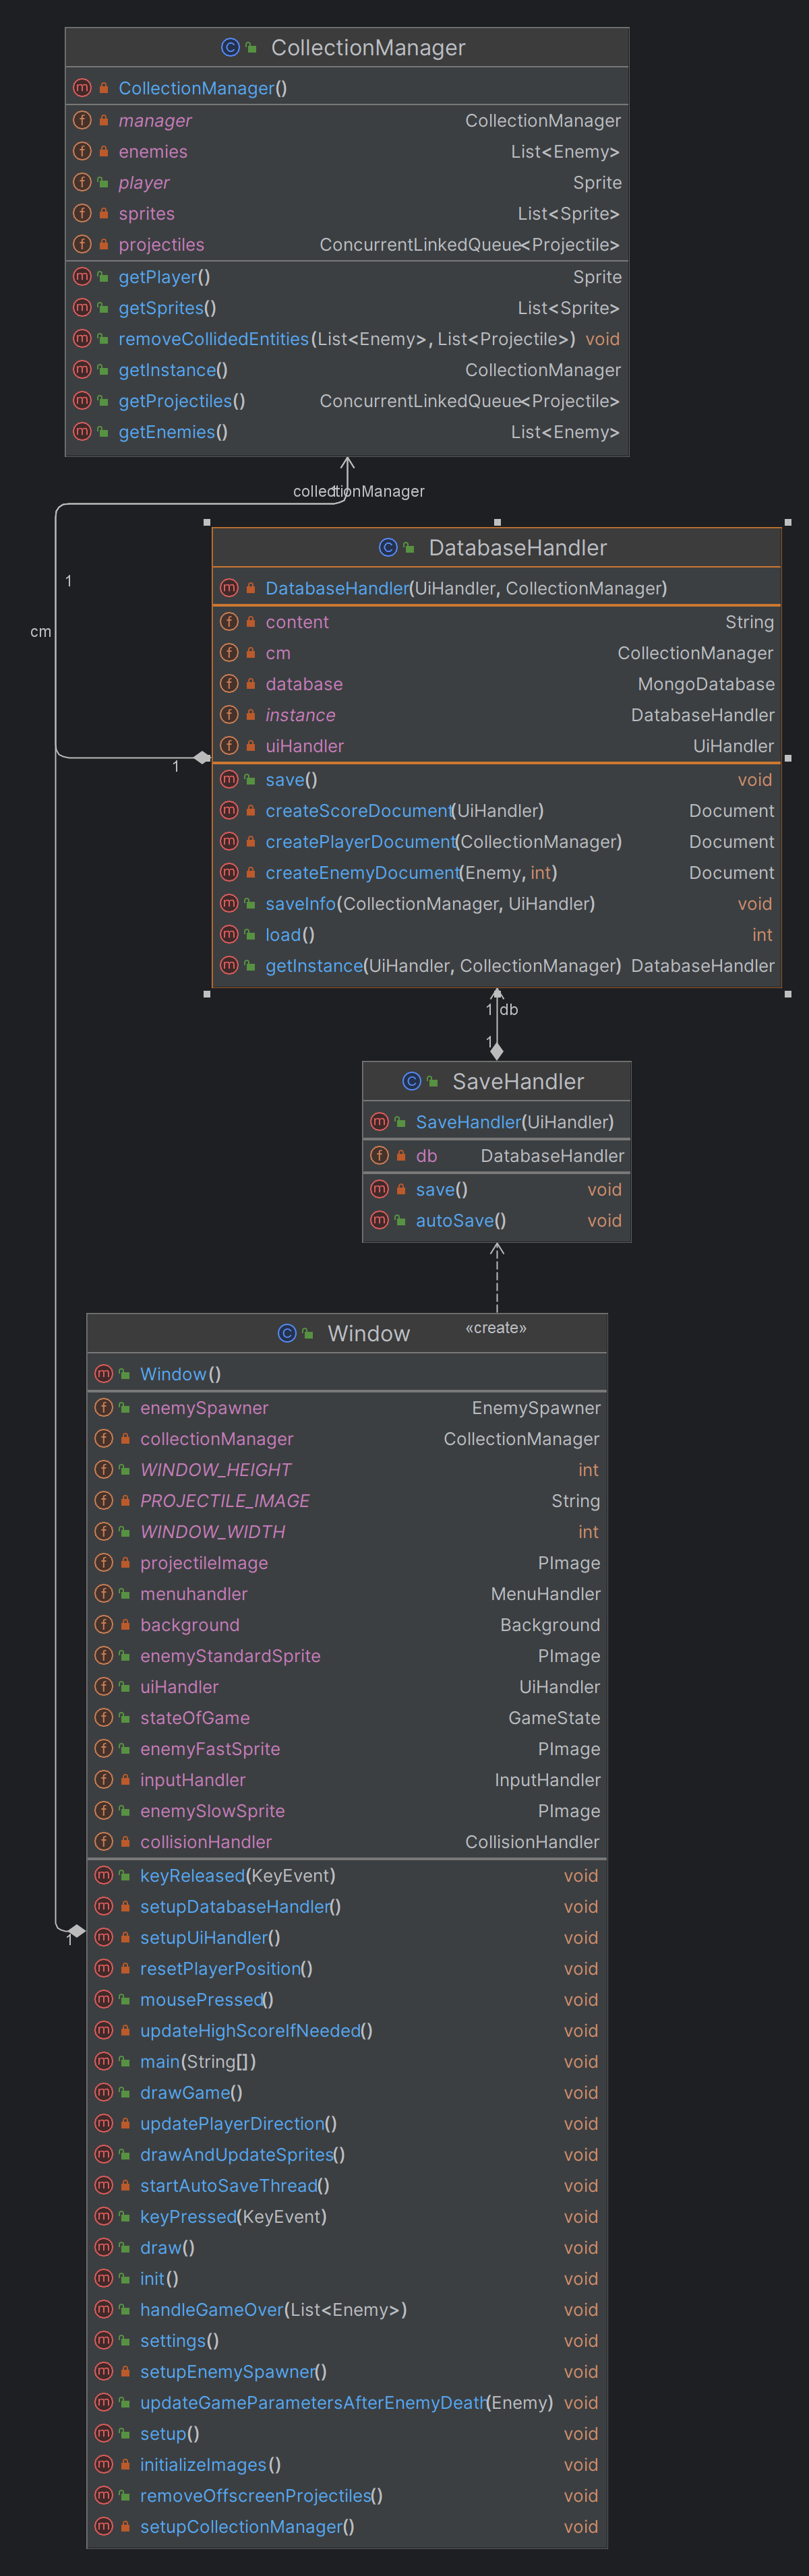 CollectionManager
CollectionManager()
manager CollectionManager
enemies List<Enemy>
player Sprite
sprites List<Sprite>
projectiles ConcurrentLinkedQueue<Projectile>
getPlayer() Sprite
getSprites() List<Sprite>
removeCollidedEntities(List<Enemy>, List<Projectile>) void
getInstance() CollectionManager
getProjectiles() ConcurrentLinkedQueue<Projectile>
getEnemies() List<Enemy>
collectionManager
1
DatabaseHandler
1
DatabaseHandler(UiHandler, CollectionManager)
content String
cm
cm CollectionManager
database MongoDatabase
instance DatabaseHandler
uiHandler UiHandler
1
save() void
createScoreDocument(UiHandler) Document
createPlayerDocument(CollectionManager) Document
createEnemyDocument(Enemy, int) Document
saveInfo(CollectionManager, UiHandler) void
load() int
getInstance(UiHandler, CollectionManager) DatabaseHandler
1 db
1
SaveHandler
SaveHandler(UiHandler)
db DatabaseHandler
save() void
autoSave() void
«create»
Window
Window()
enemySpawner EnemySpawner
collectionManager CollectionManager
WINDOW_HEIGHT int
PROJECTILE_IMAGE String
WINDOW_WIDTH int
projectileImage PImage
menuhandler MenuHandler
background Background
enemyStandardSprite PImage
uiHandler UiHandler
stateOfGame GameState
enemyFastSprite PImage
inputHandler InputHandler
enemySlowSprite PImage
collisionHandler CollisionHandler
keyReleased(KeyEvent) void
setupDatabaseHandler() void
setupUiHandler() void
1
resetPlayerPosition() void
mousePressed() void
updateHighScoreIfNeeded() void
main(String[]) void
drawGame() void
updatePlayerDirection() void
drawAndUpdateSprites() void
startAutoSaveThread() void
keyPressed(KeyEvent) void
draw() void
init() void
handleGameOver(List<Enemy>) void
settings() void
setupEnemySpawner() void
updateGameParametersAfterEnemyDeath(Enemy) void
setup() void
initializeImages() void
removeOffscreenProjectiles() void
setupCollectionManager() void